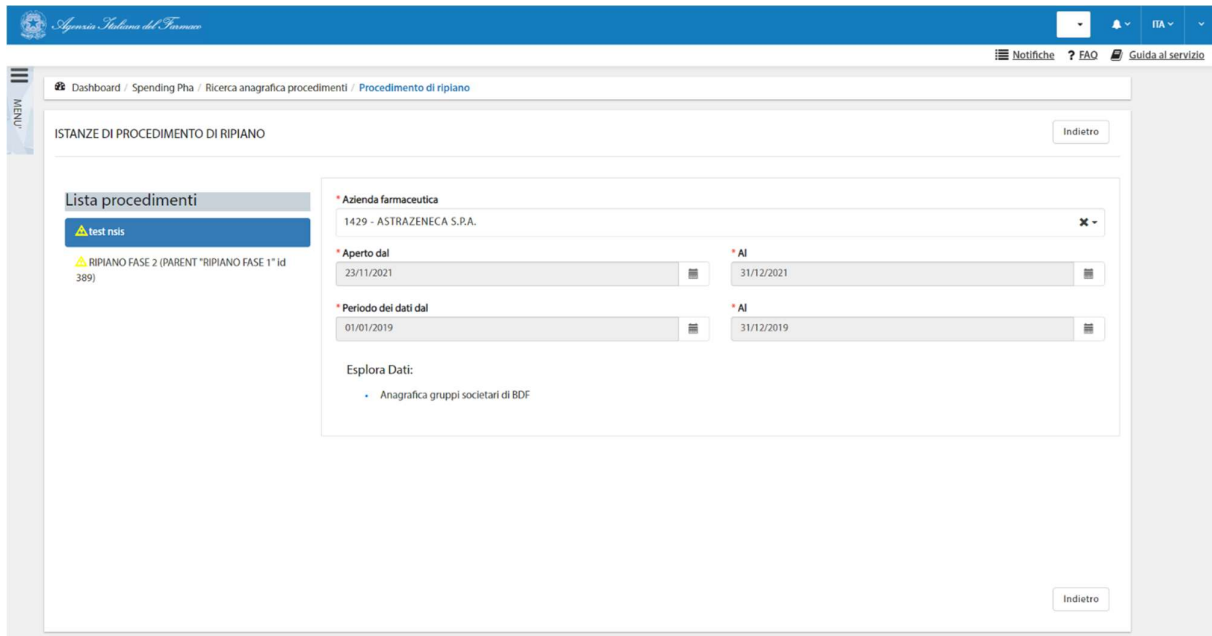 Agenzia Italiana del Farmaco
ITA
Notifiche ? FAQ Guida al servizio
MENU'
Dashboard / Spending Pha / Ricerca anagrafica procedimenti / Procedimento di ripiano
ISTANZE DI PROCEDIMENTO DI RIPIANO
Indietro
Lista procedimenti
test nsis
RIPIANO FASE 2 (PARENT "RIPIANO FASE 1" id
389)
* Azienda farmaceutica
1429 - ASTRAZENECA S.P.A.
* Aperto dal
* Al
23/11/2021
31/12/2021
* Periodo dei dati dal
* Al
01/01/2019
31/12/2019
Esplora Dati:
• Anagrafica gruppi societari di BDF
Indietro